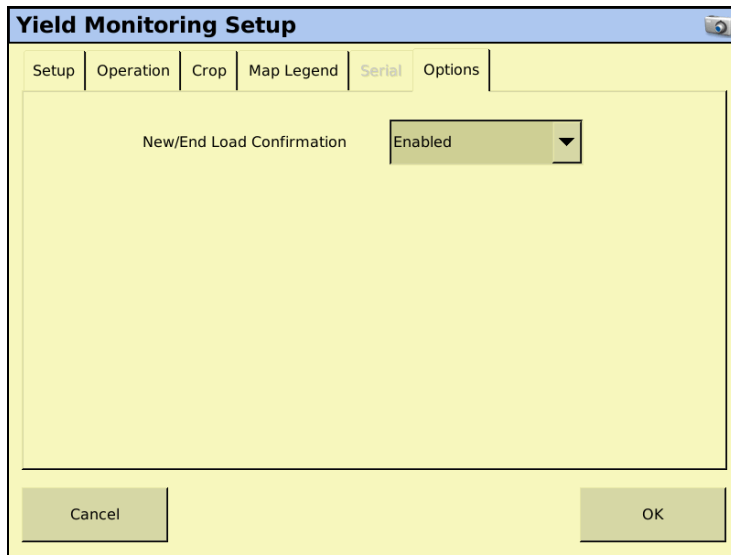 Yield Monitoring Setup
Setup Operation Crop Map Legend Serial Options
New/End Load Confirmation Enabled
Cancel OK